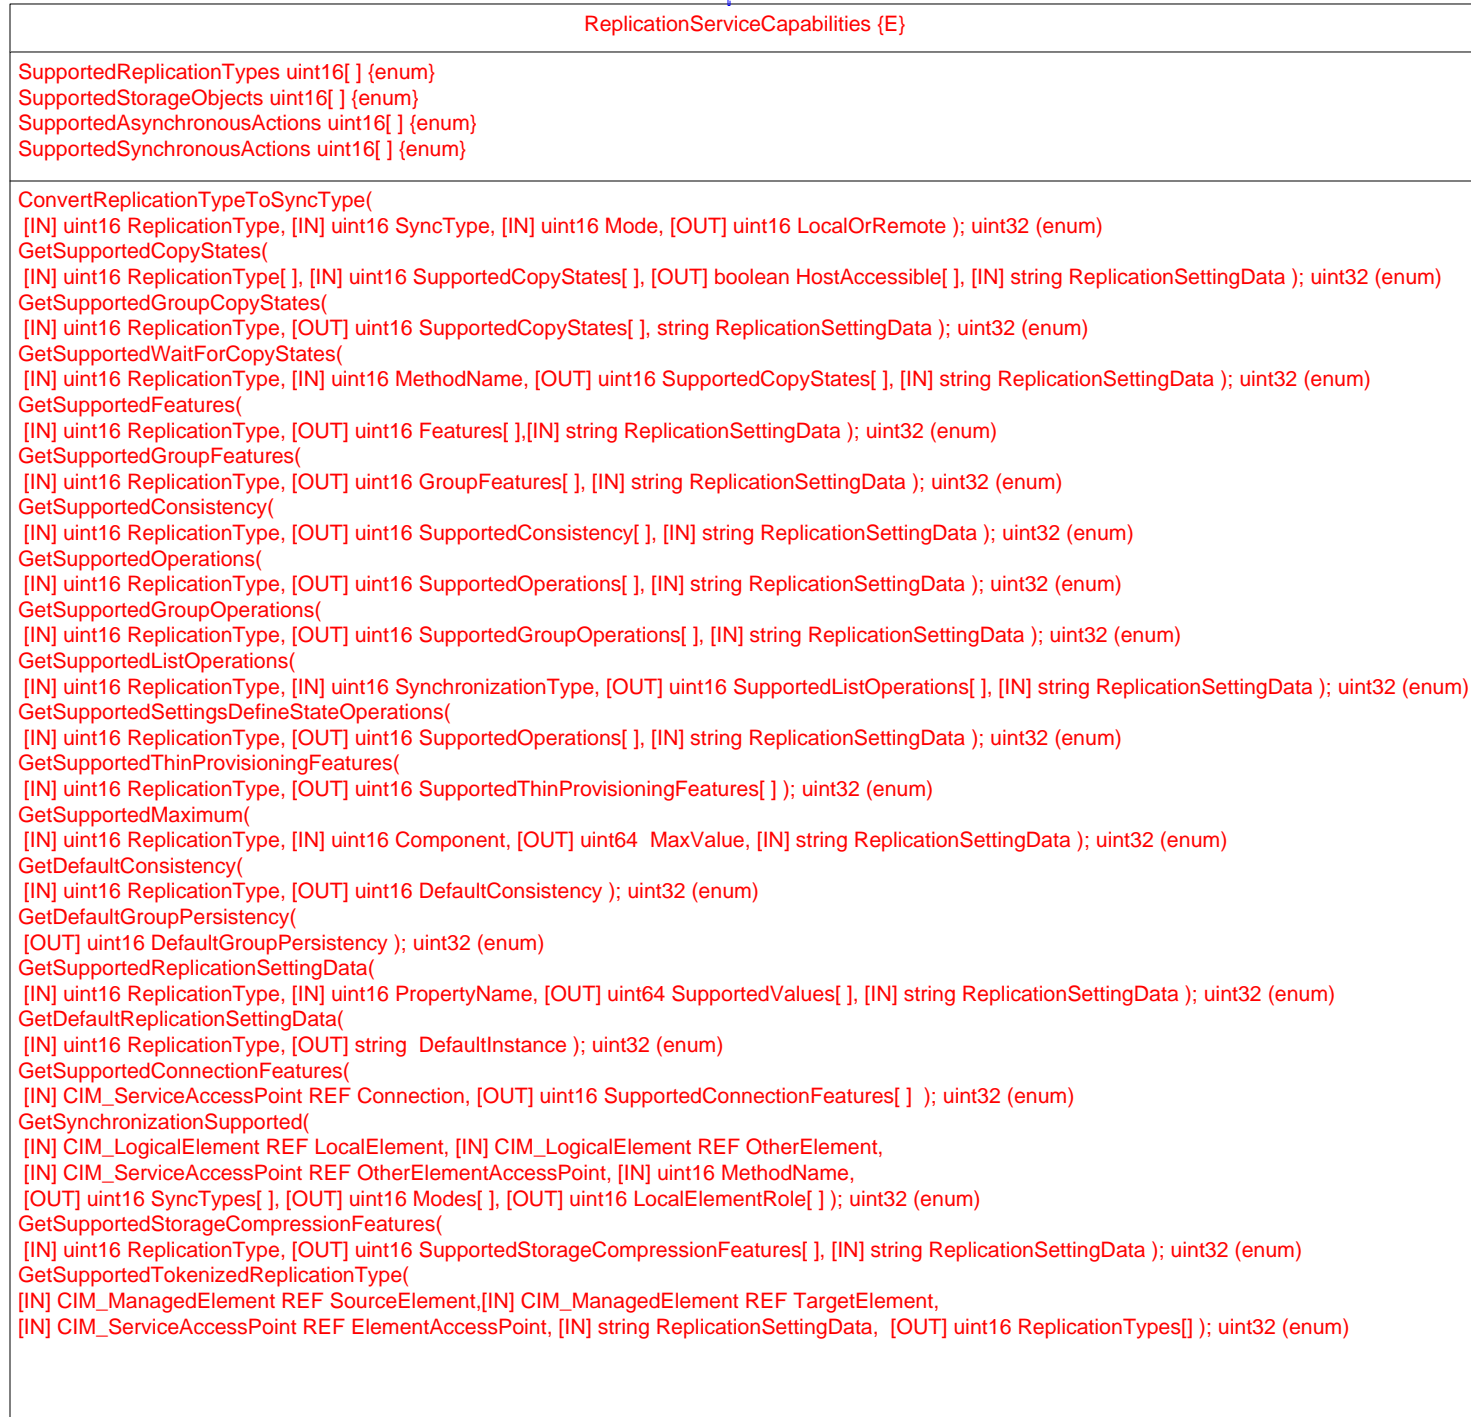 ReplicationServiceCapabilities {E}
SupportedReplicationTypes uint16[ ] {enum}
SupportedStorageObjects uint16[ ] {enum}
SupportedAsynchronousActions uint16[ ] {enum}
SupportedSynchronousActions uint16[ ] {enum}
ConvertReplicationTypeToSyncType(
[IN] uint16 ReplicationType, [IN] uint16 SyncType, [IN] uint16 Mode, [OUT] uint16 LocalOrRemote ); uint32 (enum)
GetSupportedCopyStates(
[IN] uint16 ReplicationType[ ], [IN] uint16 SupportedCopyStates[ ], [OUT] boolean HostAccessible[ ], [IN] string ReplicationSettingData ); uint32 (enum)
GetSupportedGroupCopyStates(
[IN] uint16 ReplicationType, [OUT] uint16 SupportedCopyStates[ ], string ReplicationSettingData ); uint32 (enum)
GetSupportedWaitForCopyStates(
[IN] uint16 ReplicationType, [IN] uint16 MethodName, [OUT] uint16 SupportedCopyStates[ ], [IN] string ReplicationSettingData ); uint32 (enum)
GetSupportedFeatures(
[IN] uint16 ReplicationType, [OUT] uint16 Features[ ],[IN] string ReplicationSettingData ); uint32 (enum)
GetSupportedGroupFeatures(
[IN] uint16 ReplicationType, [OUT] uint16 GroupFeatures[ ], [IN] string ReplicationSettingData ); uint32 (enum)
GetSupportedConsistency(
[IN] uint16 ReplicationType, [OUT] uint16 SupportedConsistency[ ], [IN] string ReplicationSettingData ); uint32 (enum)
GetSupportedOperations(
[IN] uint16 ReplicationType, [OUT] uint16 SupportedOperations[ ], [IN] string ReplicationSettingData ); uint32 (enum)
GetSupportedGroupOperations(
[IN] uint16 ReplicationType, [OUT] uint16 SupportedGroupOperations[ ], [IN] string ReplicationSettingData ); uint32 (enum)
GetSupportedListOperations(
[IN] uint16 ReplicationType, [IN] uint16 SynchronizationType, [OUT] uint16 SupportedListOperations[ ], [IN] string ReplicationSettingData ); uint32 (enum)
GetSupportedSettingsDefineStateOperations(
[IN] uint16 ReplicationType, [OUT] uint16 SupportedOperations[ ], [IN] string ReplicationSettingData ); uint32 (enum)
GetSupportedThinProvisioningFeatures(
[IN] uint16 ReplicationType, [OUT] uint16 SupportedThinProvisioningFeatures[ ] ); uint32 (enum)
GetSupportedMaximum(
[IN] uint16 ReplicationType, [IN] uint16 Component, [OUT] uint64  MaxValue, [IN] string ReplicationSettingData ); uint32 (enum)
GetDefaultConsistency(
[IN] uint16 ReplicationType, [OUT] uint16 DefaultConsistency ); uint32 (enum)
GetDefaultGroupPersistency(
[OUT] uint16 DefaultGroupPersistency ); uint32 (enum)
GetSupportedReplicationSettingData(
[IN] uint16 ReplicationType, [IN] uint16 PropertyName, [OUT] uint64 SupportedValues[ ], [IN] string ReplicationSettingData ); uint32 (enum)
GetDefaultReplicationSettingData(
[IN] uint16 ReplicationType, [OUT] string  DefaultInstance ); uint32 (enum)
GetSupportedConnectionFeatures(
[IN] CIM_ServiceAccessPoint REF Connection, [OUT] uint16 SupportedConnectionFeatures[ ]  ); uint32 (enum)
GetSynchronizationSupported(
[IN] CIM_LogicalElement REF LocalElement, [IN] CIM_LogicalElement REF OtherElement,
[IN] CIM_ServiceAccessPoint REF OtherElementAccessPoint, [IN] uint16 MethodName,
[OUT] uint16 SyncTypes[ ], [OUT] uint16 Modes[ ], [OUT] uint16 LocalElementRole[ ] ); uint32 (enum)
GetSupportedStorageCompressionFeatures(
[IN] uint16 ReplicationType, [OUT] uint16 SupportedStorageCompressionFeatures[ ], [IN] string ReplicationSettingData ); uint32 (enum)
GetSupportedTokenizedReplicationType(
[IN] CIM_ManagedElement REF SourceElement,[IN] CIM_ManagedElement REF TargetElement,
[IN] CIM_ServiceAccessPoint REF ElementAccessPoint, [IN] string ReplicationSettingData,  [OUT] uint16 ReplicationTypes[] ); uint32 (enum)